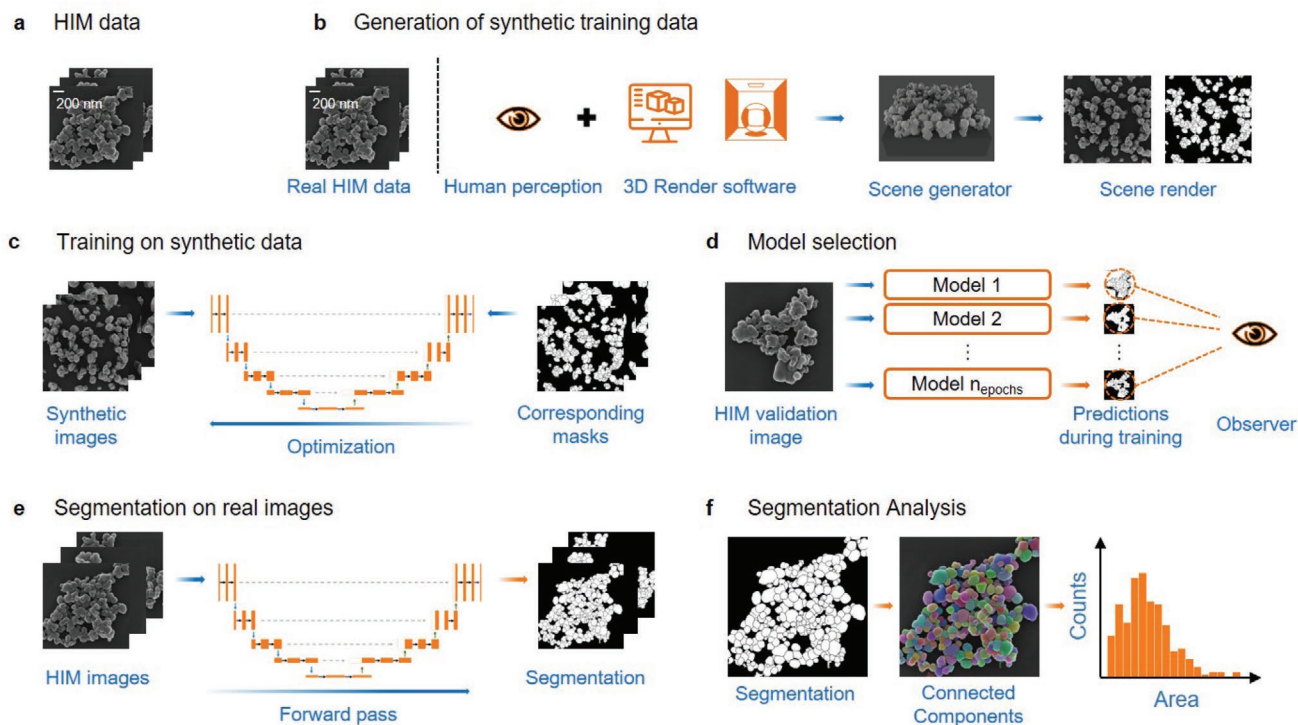 a HIM data
200 nm
b Generation of synthetic training data
200 nm
Real HIM data
Human perception
3D Render software
Scene generator
Scene render
c Training on synthetic data
Synthetic
images
Optimization
Corresponding
masks
d Model selection
HIM validation
image
Model 1
Model 2
⋮
Model n_epochs
⋮
Predictions
during training
Observer
e Segmentation on real images
HIM images
Forward pass
Segmentation
f Segmentation Analysis
Segmentation
Connected
Components
Counts
Area